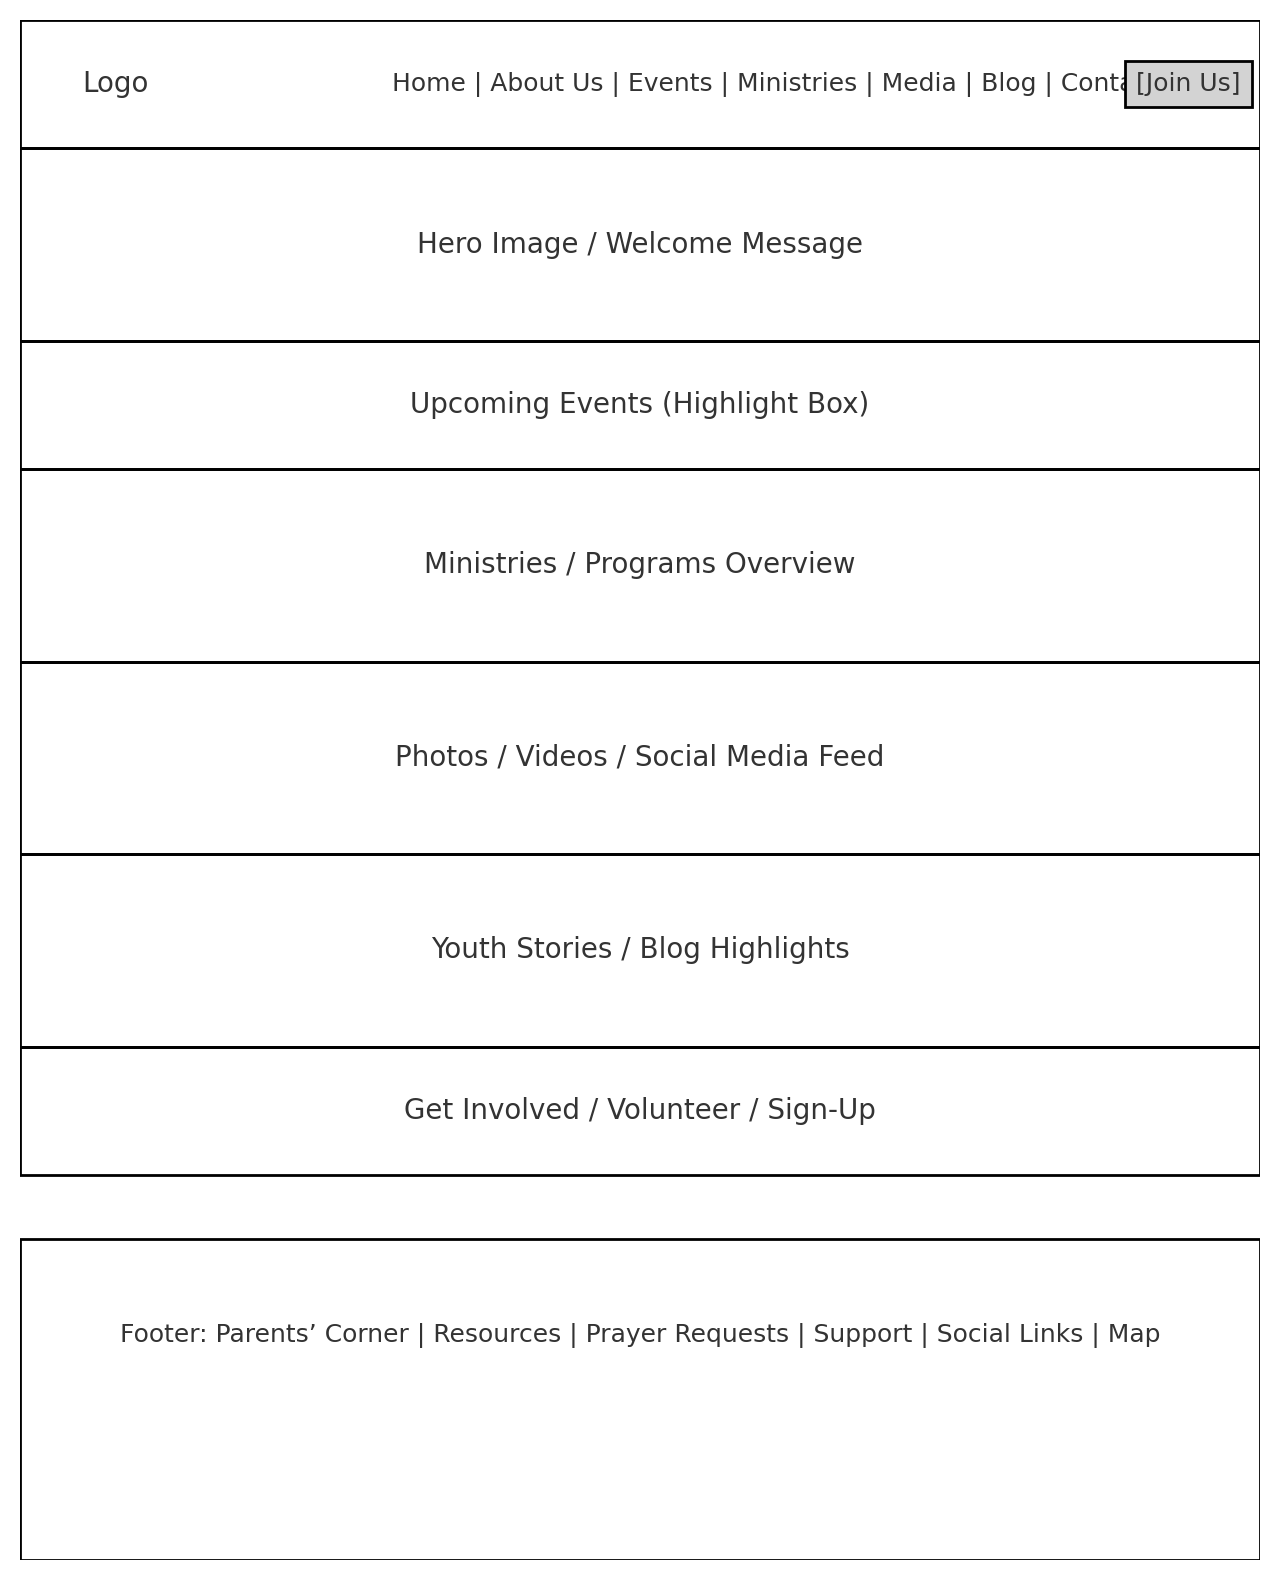 Logo
Home | About Us | Events | Ministries | Media | Blog |
[Join Us]
Hero Image / Welcome Message
Upcoming Events (Highlight Box)
Ministries / Programs Overview
Photos / Videos / Social Media Feed
Youth Stories / Blog Highlights
Get Involved / Volunteer / Sign-Up
Footer: Parents’ Corner | Resources | Prayer Requests | Support | Social Links | Map